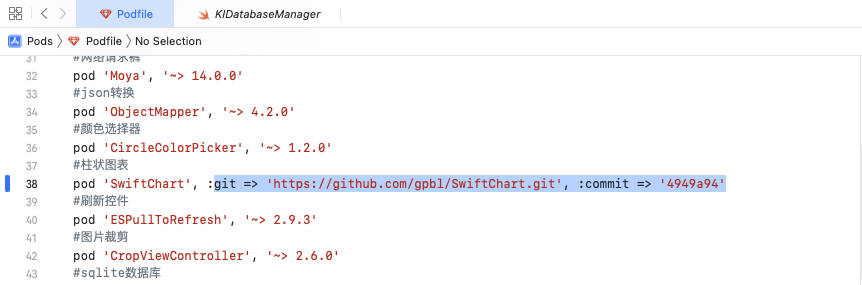 Podfile
KIDatabaseManager
Pods
Podfile
No Selection
31 #网络请求稿
32 pod 'Moya', '~> 14.0.0'
33 #json转换
34 pod 'ObjectMapper', '~> 4.2.0'
35 #颜色选择器
36 pod 'CircleColorPicker', '~> 1.2.0'
37 #柱状图表
38 pod 'SwiftChart', :git => 'https://github.com/gpbl/SwiftChart.git', :commit => '4949a94'
39 #刷新控件
40 pod 'ESPullToRefresh', '~> 2.9.3'
41 #图片裁剪
42 pod 'CropViewController', '~> 2.6.0'
43 #sqlite数据库